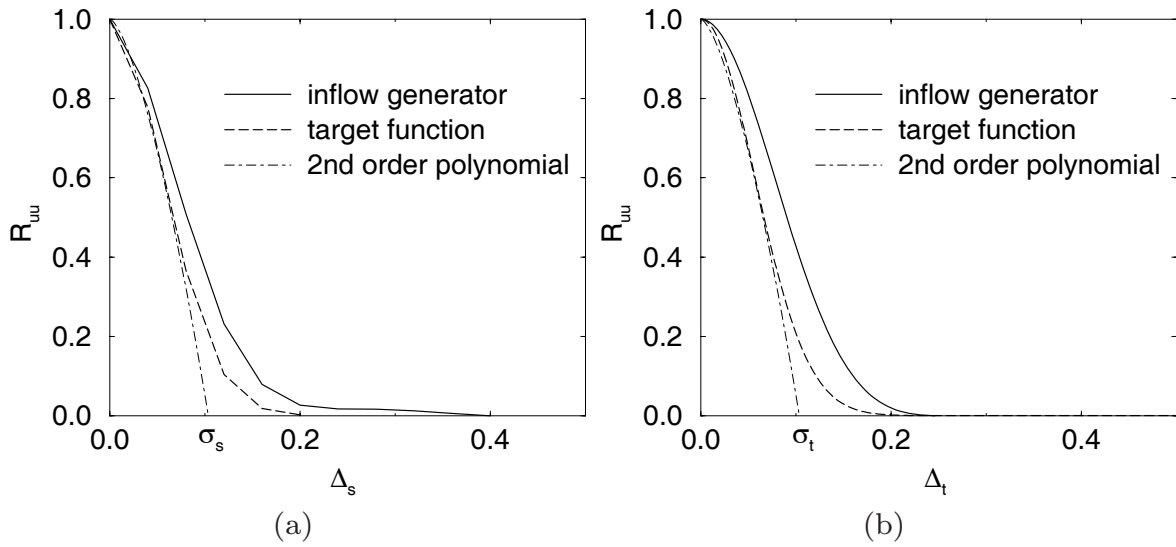 1.0
0.8
0.6
0.4
0.2
0.0
R_uu
inflow generator
target function
2nd order polynomial
0.0 σ_s 0.2 0.4
Δ_s
(a)
1.0
0.8
0.6
0.4
0.2
0.0
R_uu
inflow generator
target function
2nd order polynomial
0.0 σ_t 0.2 0.4
Δ_t
(b)